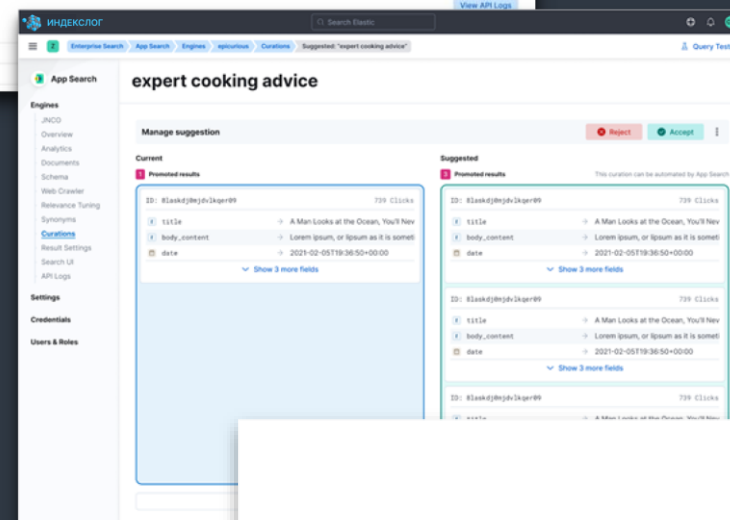 View API Logs
ИНДЕКСЛОГ
Search Elastic
Z
Enterprise Search
App Search
Engines
epicurious
Curations
Suggested: "expert cooking advice"
Query Test
App Search
expert cooking advice
Engines
JNCO
Overview
Analytics
Documents
Schema
Web Crawler
Relevance Tuning
Synonyms
Curations
Result Settings
Search UI
API Logs
Settings
Credentials
Users & Roles
Manage suggestion
Reject
Accept
Current
1 Promoted results
ID: 8laskdj0mjdvlkqer09 739 Clicks
title → A Man Looks at the Ocean, You'll Nev
body_content → Lorem ipsum, or lipsum as it is someti
date → 2021-02-05T19:36:50+00:00
Show 3 more fields
Suggested
3 Promoted results
This curation can be automated by App Search
ID: 8laskdj0mjdvlkqer09 739 Clicks
title → A Man Looks at the Ocean, You'll Nev
body_content → Lorem ipsum, or lipsum as it is someti
date → 2021-02-05T19:36:50+00:00
Show 3 more fields
ID: 8laskdj0mjdvlkqer09 739 Clicks
title → A Man Looks at the Ocean, You'll Nev
body_content → Lorem ipsum, or lipsum as it is someti
date → 2021-02-05T19:36:50+00:00
Show 3 more fields
ID: 8laskdj0mjdvlkqer09 739 Clicks
title → A Man Looks at the Ocean, You'll Nev